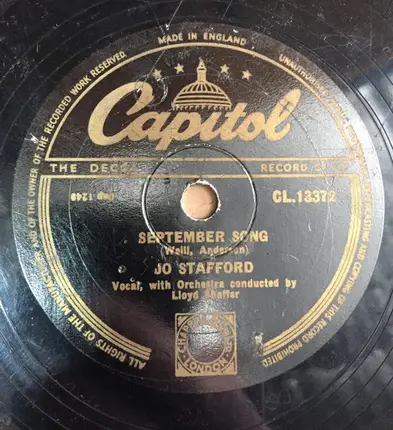 MADE IN ENGLAND
ALL RIGHTS OF THE MANUFACTURER AND OF THE OWNER OF THE RECORDED WORK RESERVED
UNAUTHORISED
COPYING OF THIS RECORD PROHIBITED
Capitol
THE DECCA RECORD
CL.13372
SEPTEMBER SONG
(Weill, Anderson)
JO STAFFORD
Vocal, with Orchestra conducted by
Lloyd Shaffer
LONDON